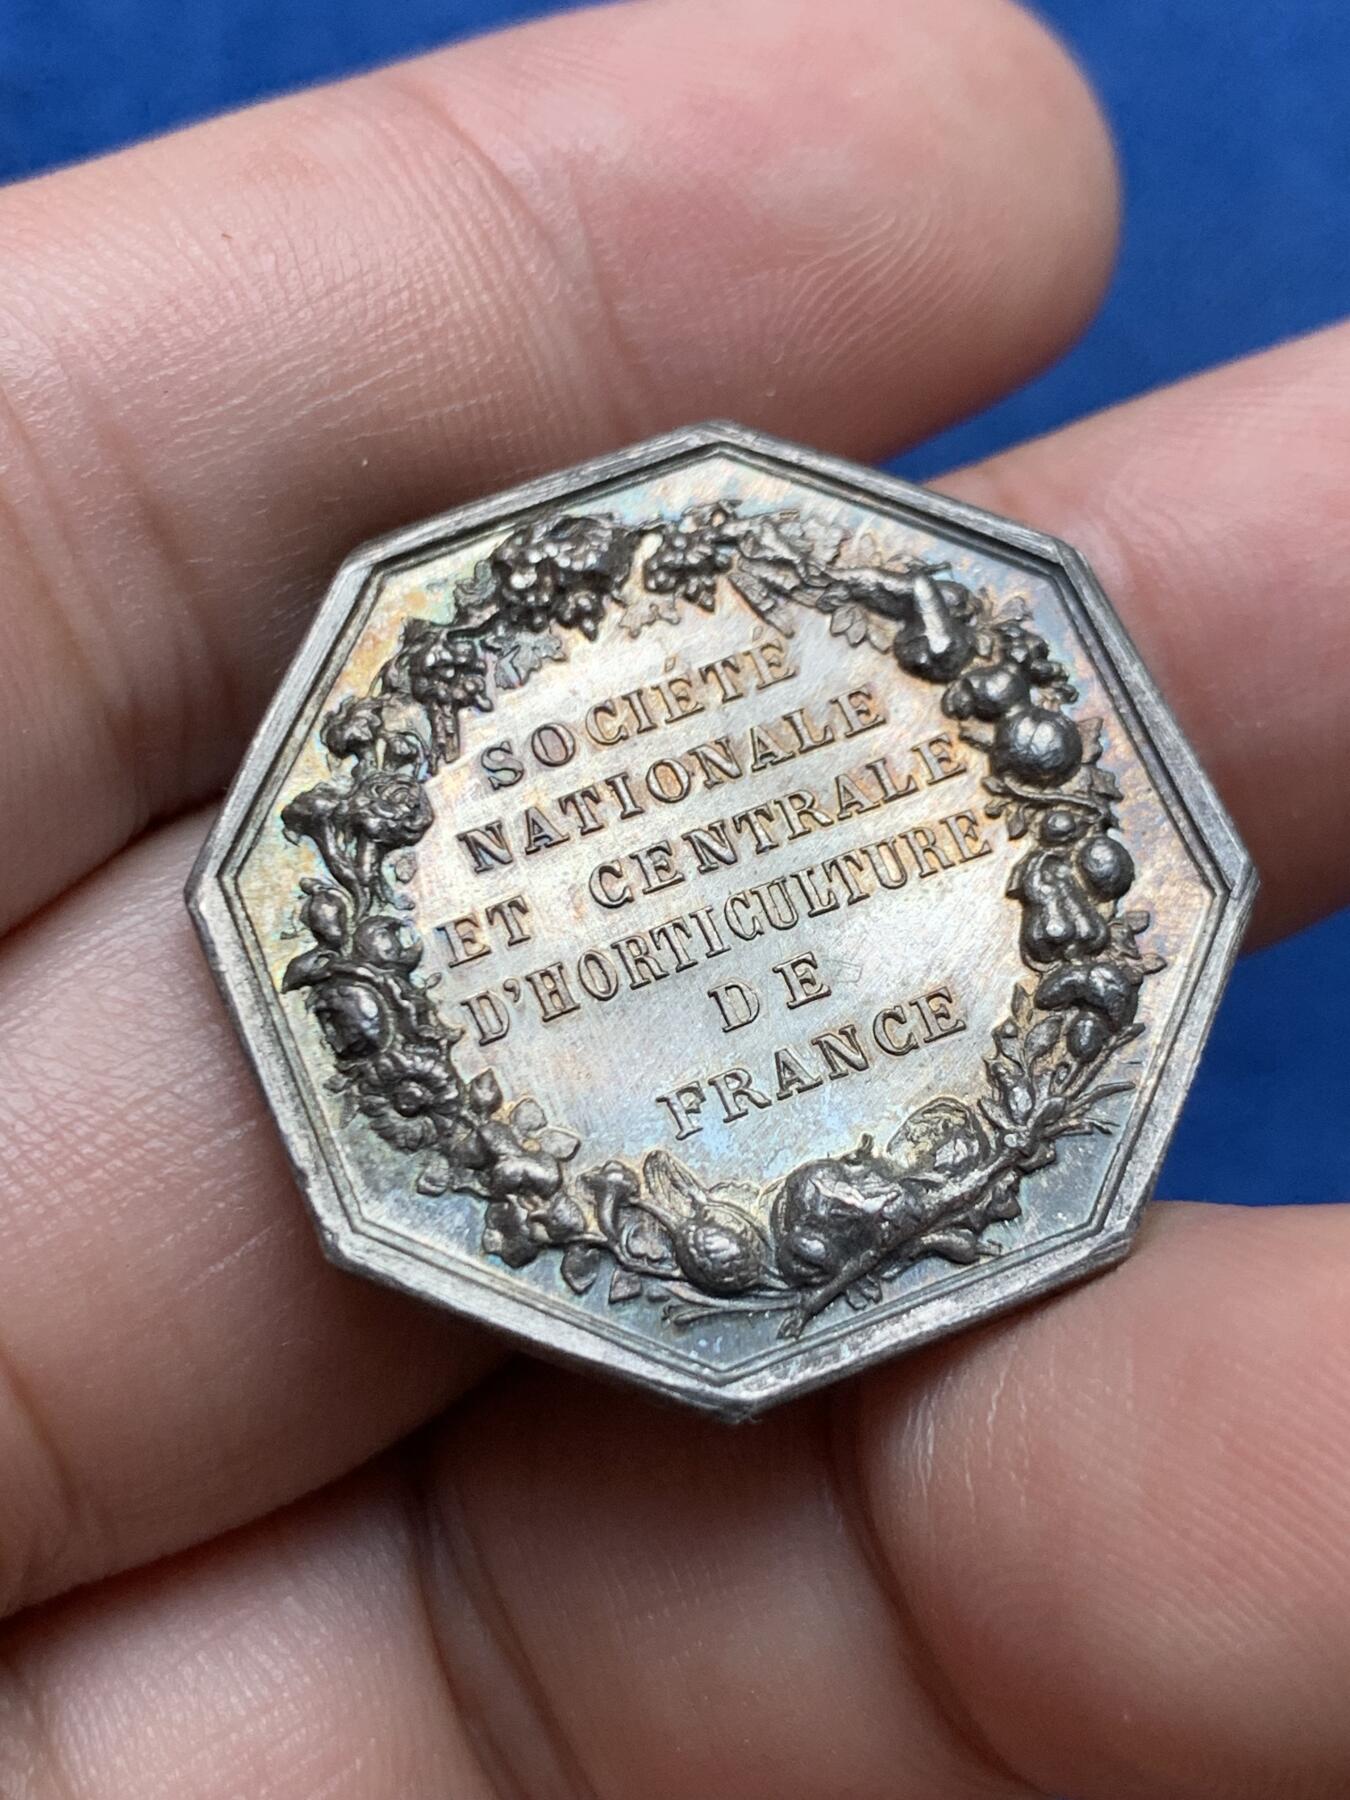 SOCIÉTÉ
NATIONALE
ET CENTRALE
D'HORTICULTURE
DE
FRANCE